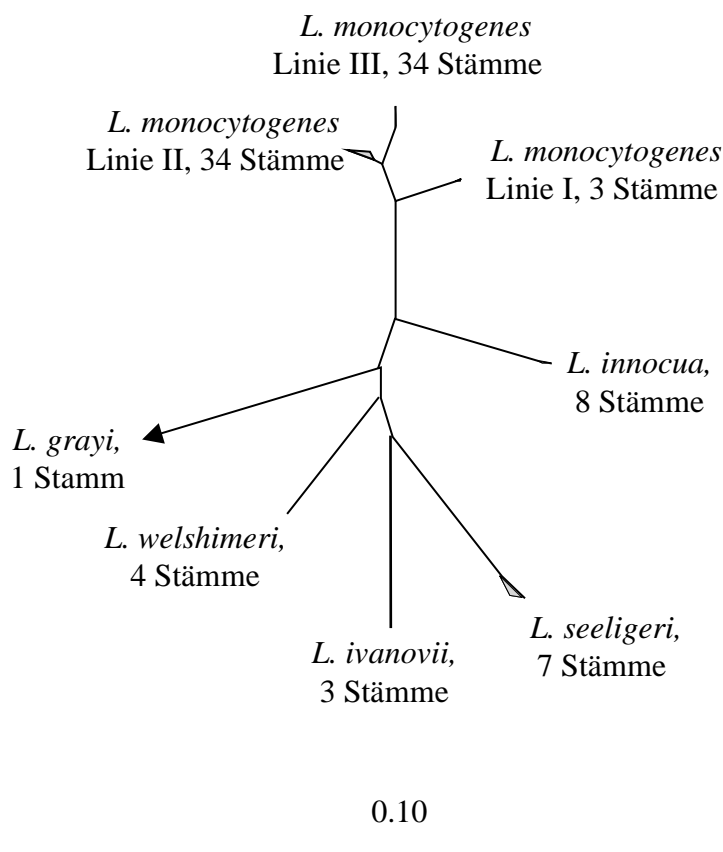 L. monocytogenes
Linie III, 34 Stämme
L. monocytogenes
Linie II, 34 Stämme
L. monocytogenes
Linie I, 3 Stämme
L. innocua,
8 Stämme
L. grayi,
1 Stamm
L. welshimeri,
4 Stämme
L. seeligeri,
7 Stämme
L. ivanovii,
3 Stämme
0.10